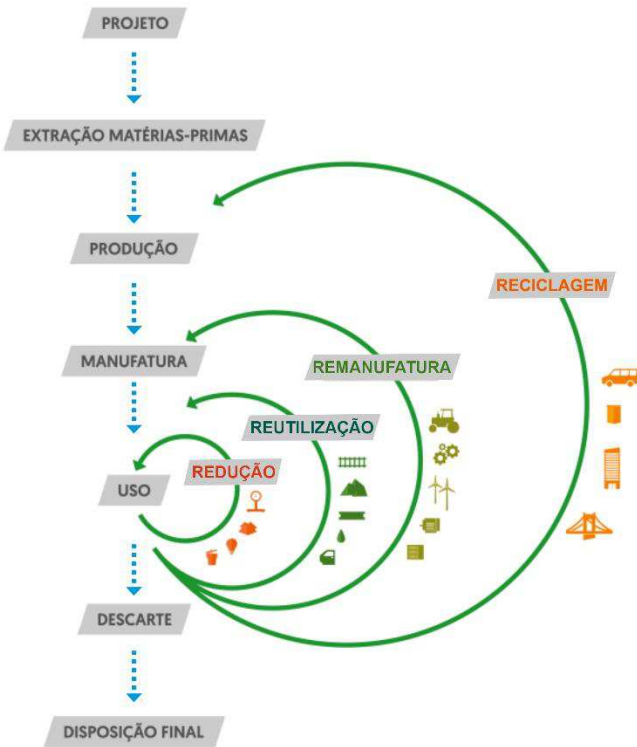 PROJETO
EXTRAÇÃO MATÉRIAS-PRIMAS
PRODUÇÃO
RECICLAGEM
MANUFATURA
REMANUFATURA
REUTILIZAÇÃO
REDUÇÃO
USO
DESCARTE
DISPOSIÇÃO FINAL